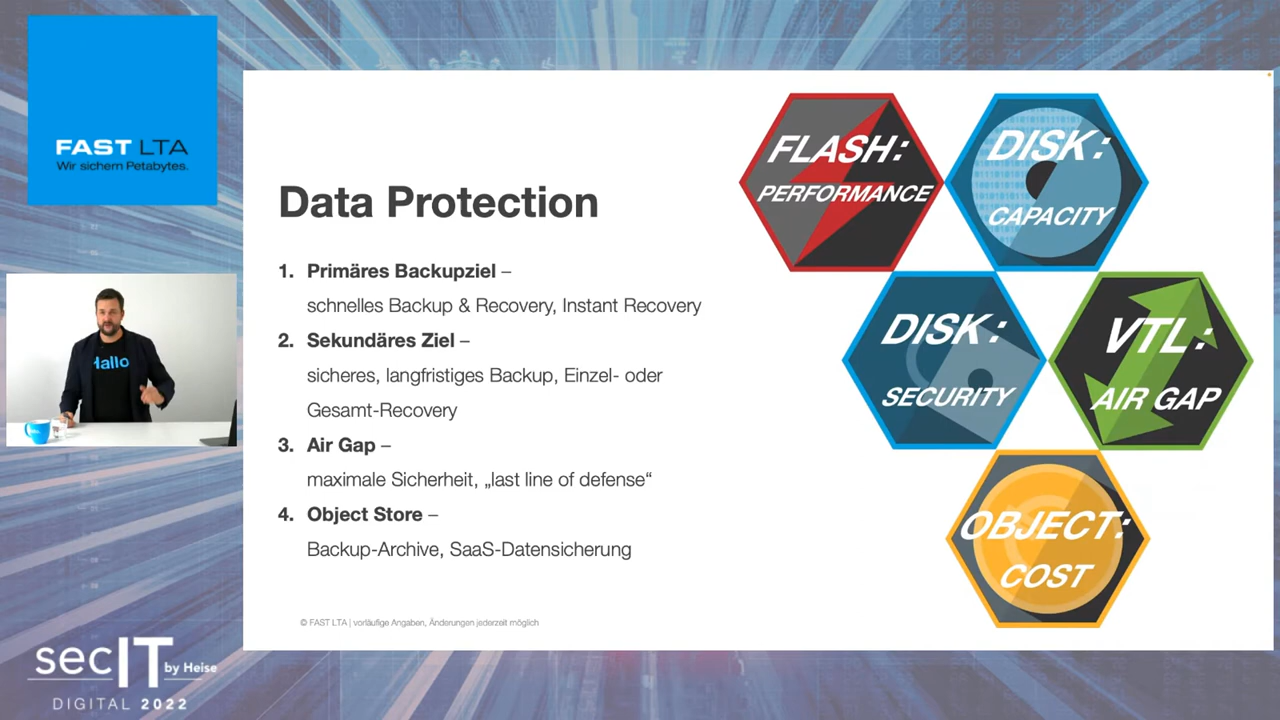 FAST LTA
Wir sichern Petabytes.
Data Protection
1. Primäres Backupziel –
schnelles Backup & Recovery, Instant Recovery
2. Sekundäres Ziel –
sicheres, langfristiges Backup, Einzel- oder
Gesamt-Recovery
3. Air Gap –
maximale Sicherheit, „last line of defense“
4. Object Store –
Backup-Archive, SaaS-Datensicherung
© FAST LTA | vorläufige Angaben, Änderungen jederzeit möglich
FLASH:
PERFORMANCE
DISK:
CAPACITY
DISK:
SECURITY
VTL:
AIR GAP
OBJECT:
COST
Hallo
secIT by Heise
DIGITAL 2022